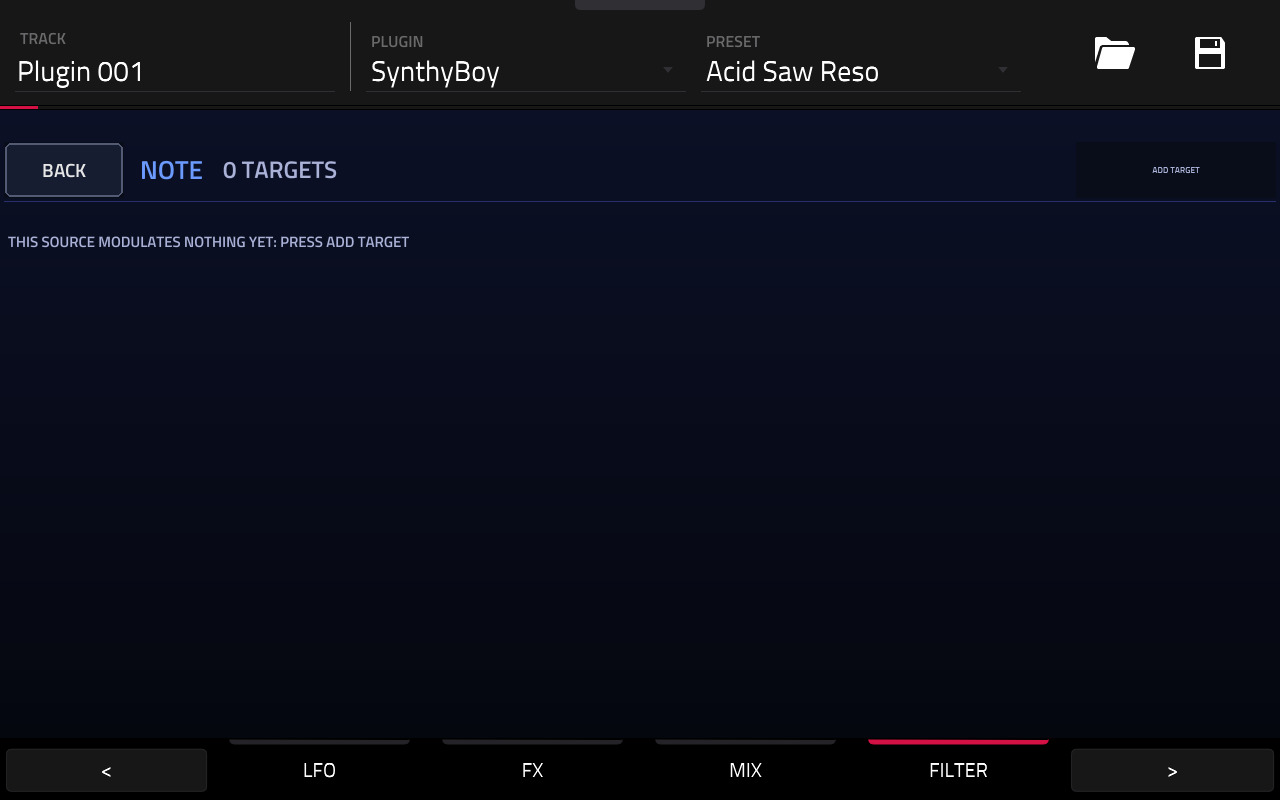 TRACK
Plugin 001
PLUGIN
SynthyBoy
PRESET
Acid Saw Reso
BACK
NOTE
0 TARGETS
ADD TARGET
THIS SOURCE MODULATES NOTHING YET: PRESS ADD TARGET
<
LFO
FX
MIX
FILTER
>